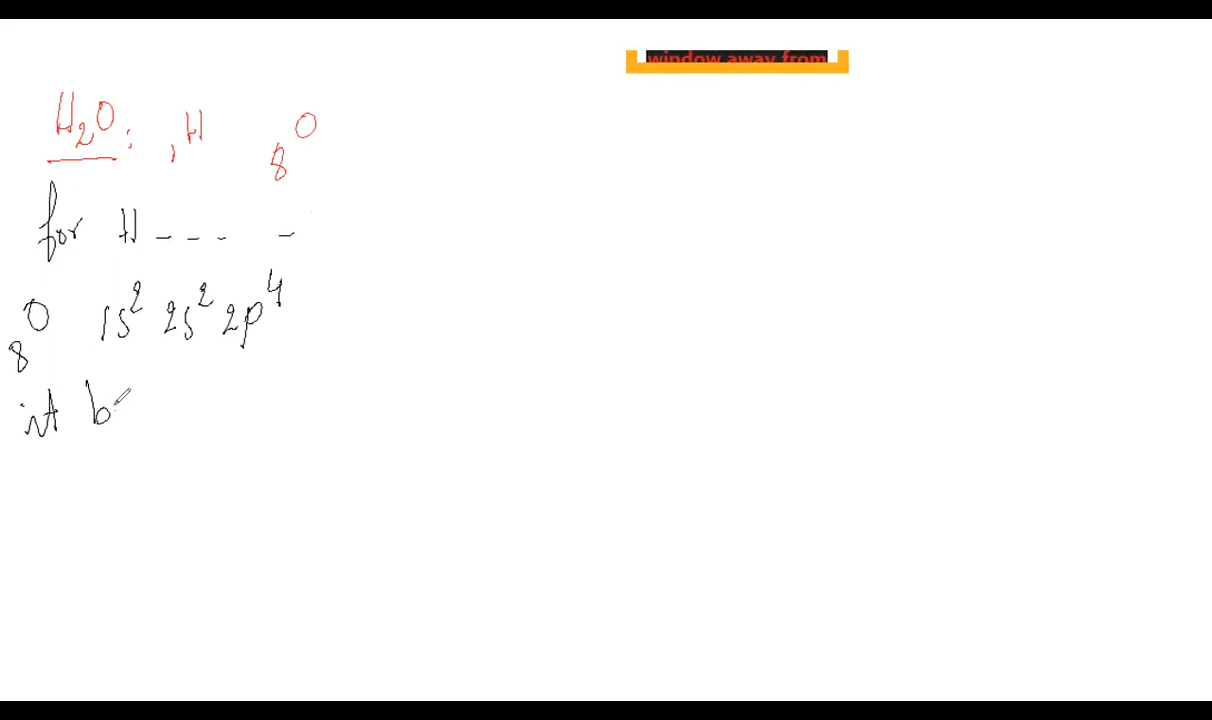 window away from
H₂O : ₁H ₈O
for H - - - -
₈O 1s² 2s² 2p⁴
it b